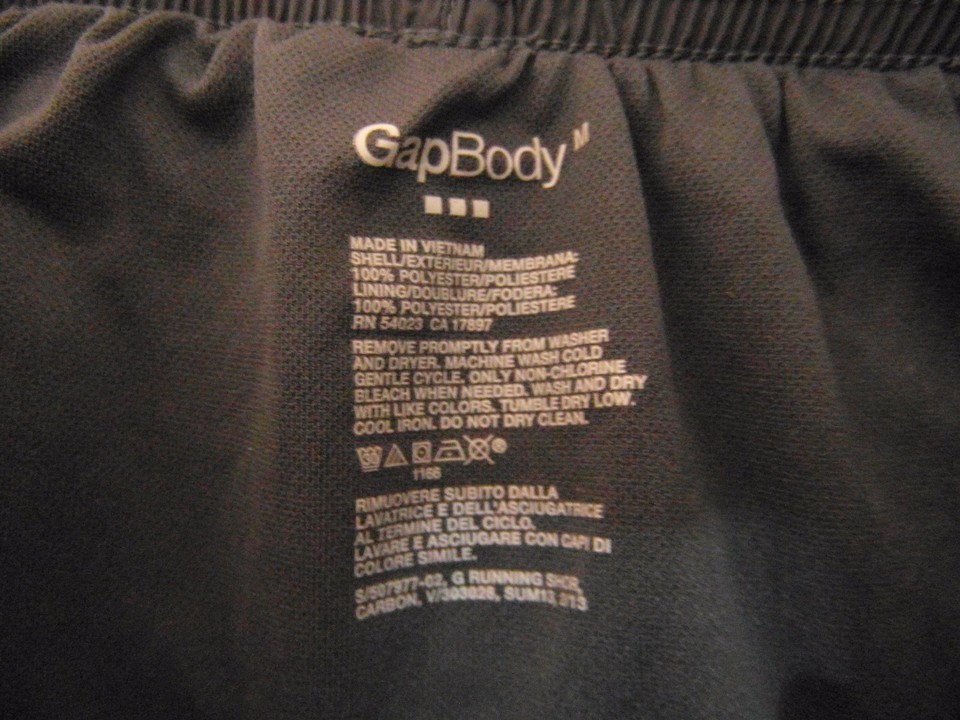 GapBody M
MADE IN VIETNAM
SHELL/EXTERIEUR/MEMBRANA:
100% POLYESTER/POLIESTERE
LINING/DOUBLURE/FODERA:
100% POLYESTER/POLIESTERE
RN 54023 CA 17897
REMOVE PROMPTLY FROM WASHER
AND DRYER. MACHINE WASH COLD
GENTLE CYCLE. ONLY NON-CHLORINE
BLEACH WHEN NEEDED. WASH AND DRY
WITH LIKE COLORS. TUMBLE DRY LOW.
COOL IRON. DO NOT DRY CLEAN.
1166
RIMUOVERE SUBITO DALLA
LAVATRICE E DELL'ASCIUGATRICE
AL TERMINE DEL CICLO.
LAVARE E ASCIUGARE CON CAPI DI
COLORE SIMILE.
G RUNNING
CARBON,